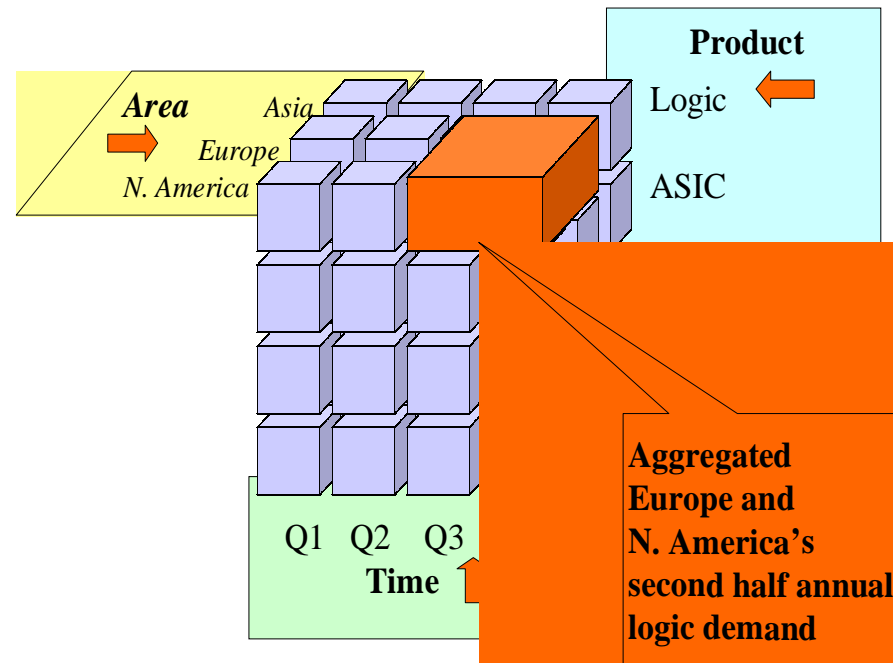 Product
Area
Asia
Logic
Europe
N. America
ASIC
Aggregated
Europe and
N. America's
second half annual
logic demand
Q1 Q2 Q3
Time